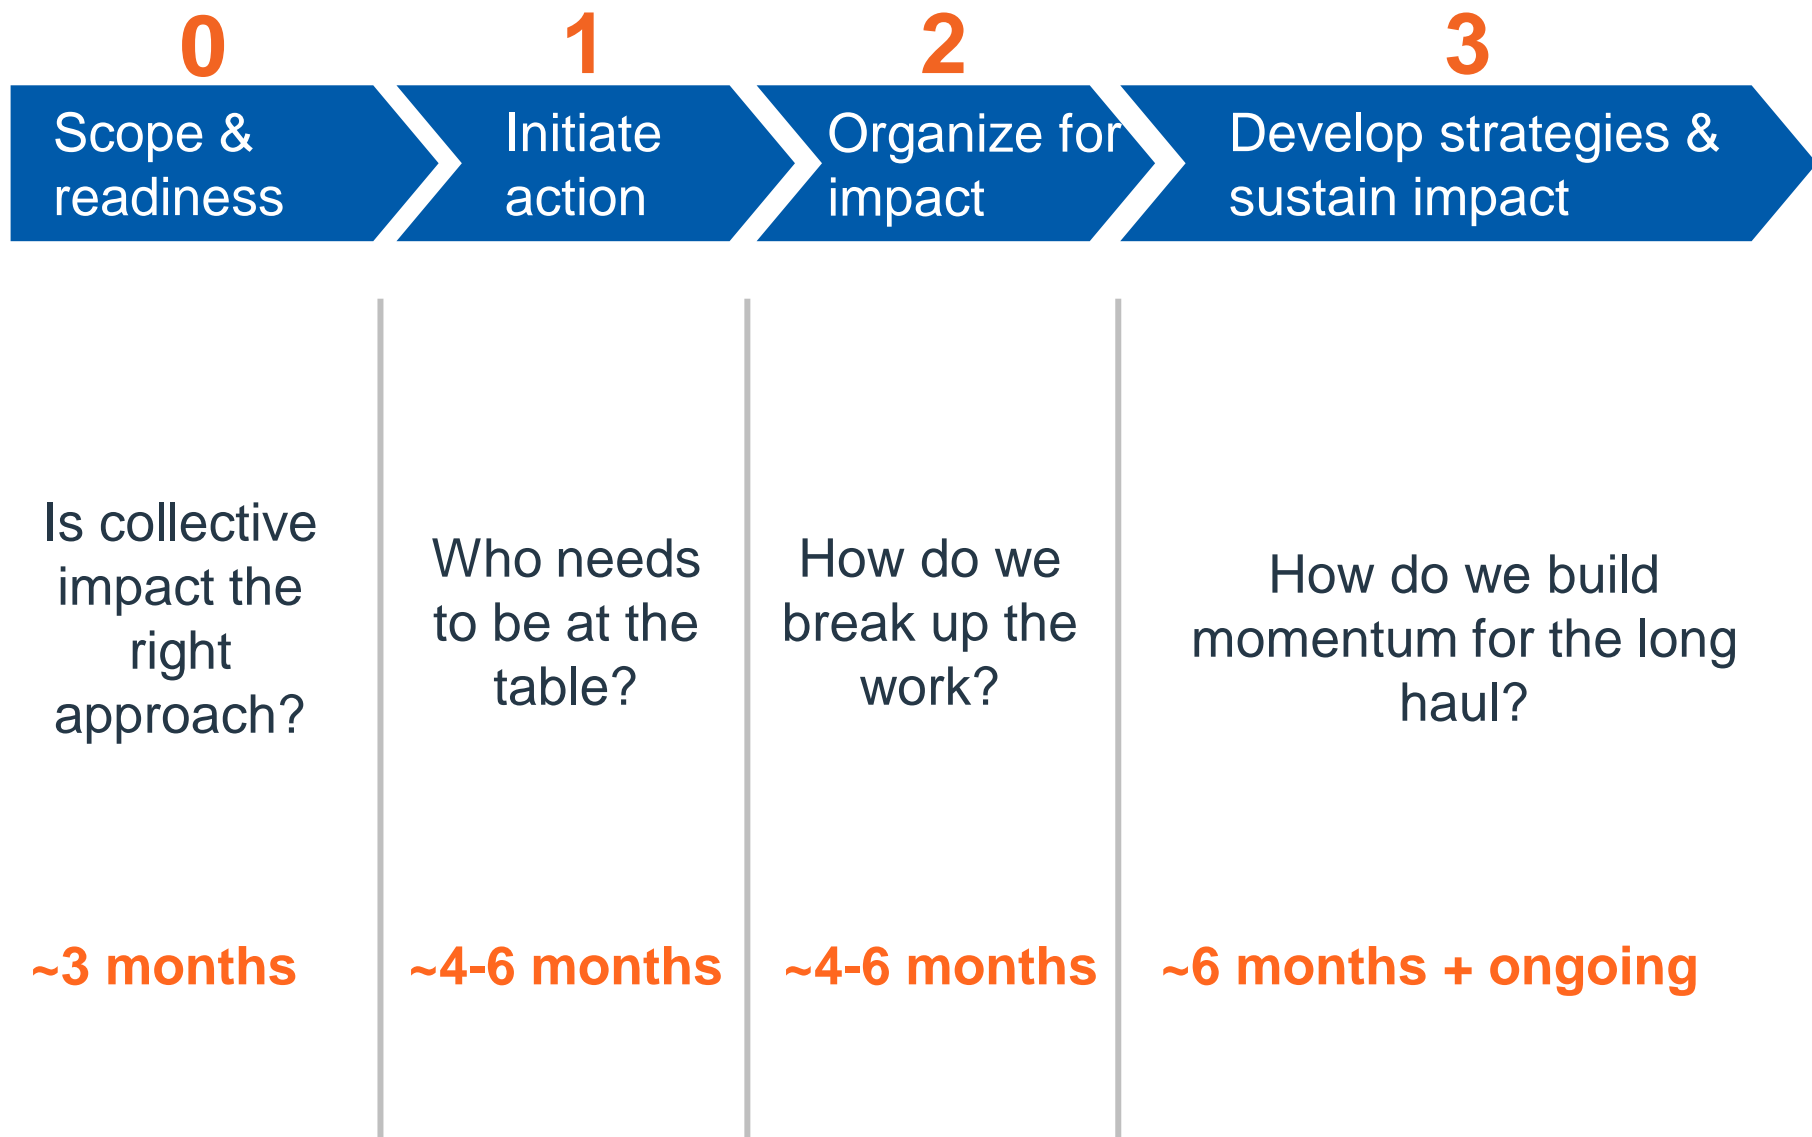 0
1
2
3
Scope &
readiness
Initiate
action
Organize for
impact
Develop strategies &
sustain impact
Is collective
impact the
right
approach?
Who needs
to be at the
table?
How do we
break up the
work?
How do we build
momentum for the long
haul?
~3 months
~4-6 months
~4-6 months
~6 months + ongoing